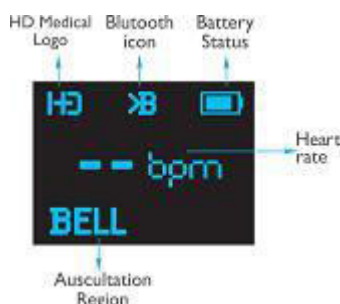 HD Medical Logo
Blutooth icon
Battery Status
HD
B
-- bpm
Heart rate
BELL
Auscultation Region